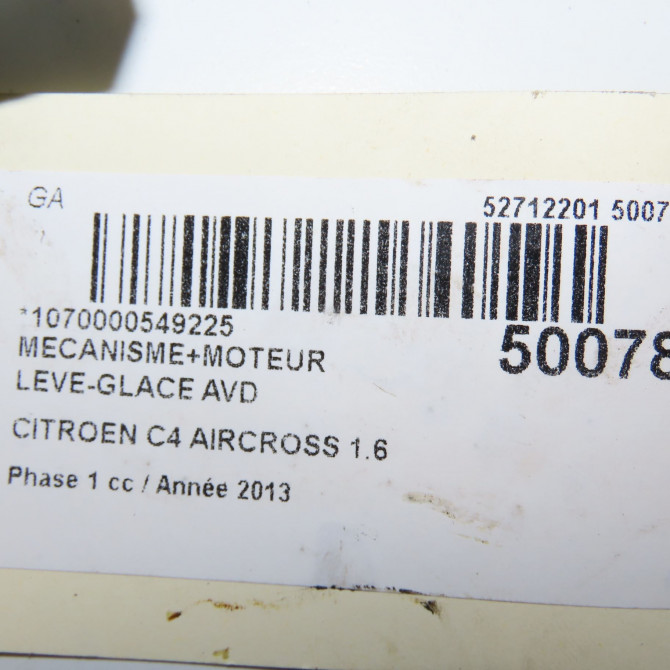 GA
52712201 5007
*1070000549225
50078
MECANISME+MOTEUR
LEVE-GLACE AVD
CITROEN C4 AIRCROSS 1.6
Phase 1 cc / Année 2013